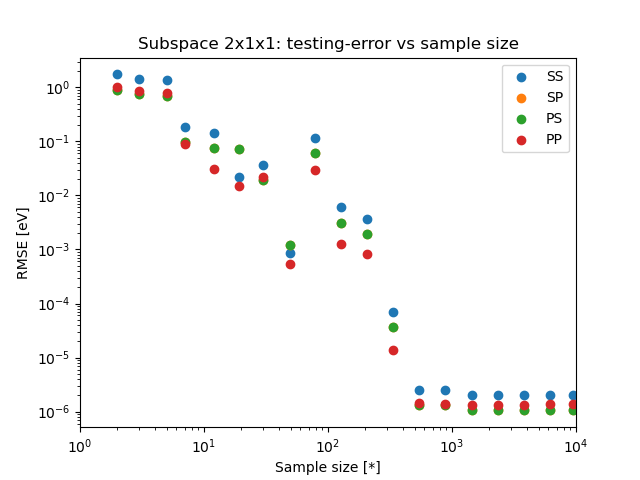 Subspace 2x1x1: testing-error vs sample size
SS
SP
PS
PP
RMSE [eV]
10^0
10^-1
10^-2
10^-3
10^-4
10^-5
10^-6
10^0 10^1 10^2 10^3 10^4
Sample size [*]